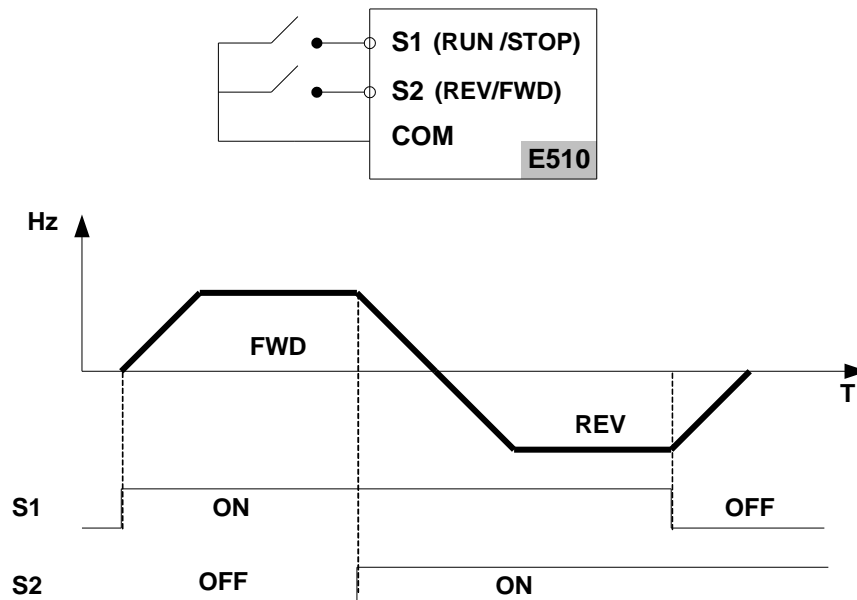 S1 (RUN /STOP)
S2 (REV/FWD)
COM
E510
Hz
FWD
T
REV
S1 ON OFF
S2 OFF ON